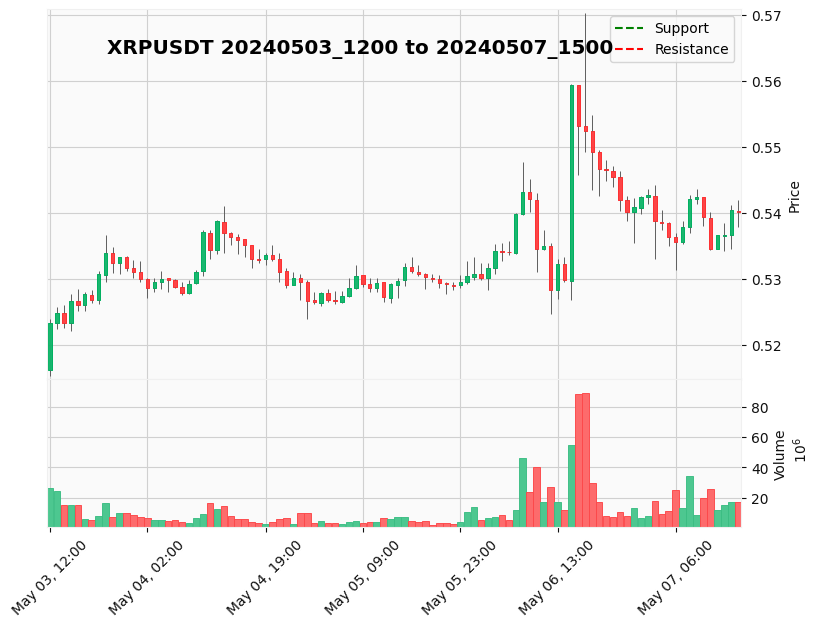 XRPUSDT 20240503_1200 to 20240507_1500
Support
Resistance
0.57
0.56
0.55
0.54
0.53
0.52
Price
80
60
40
20
Volume
10^6
May 03, 12:00
May 04, 02:00
May 04, 19:00
May 05, 09:00
May 05, 23:00
May 06, 13:00
May 07, 06:00